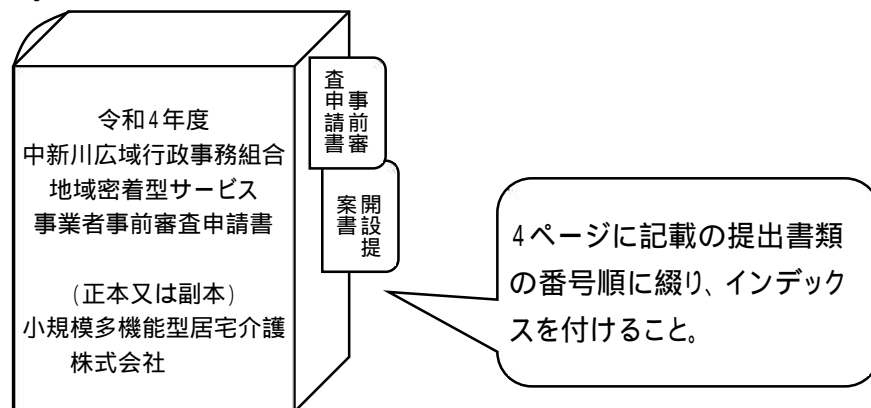 令和4年度
中新川広域行政事務組合
地域密着型サービス
事業者事前審査申請書
(正本又は副本)
小規模多機能型居宅介護
株式会社
事前審
査申請書
開設提
案書
4ページに記載の提出書類
の番号順に綴り、インデック
スを付けること。